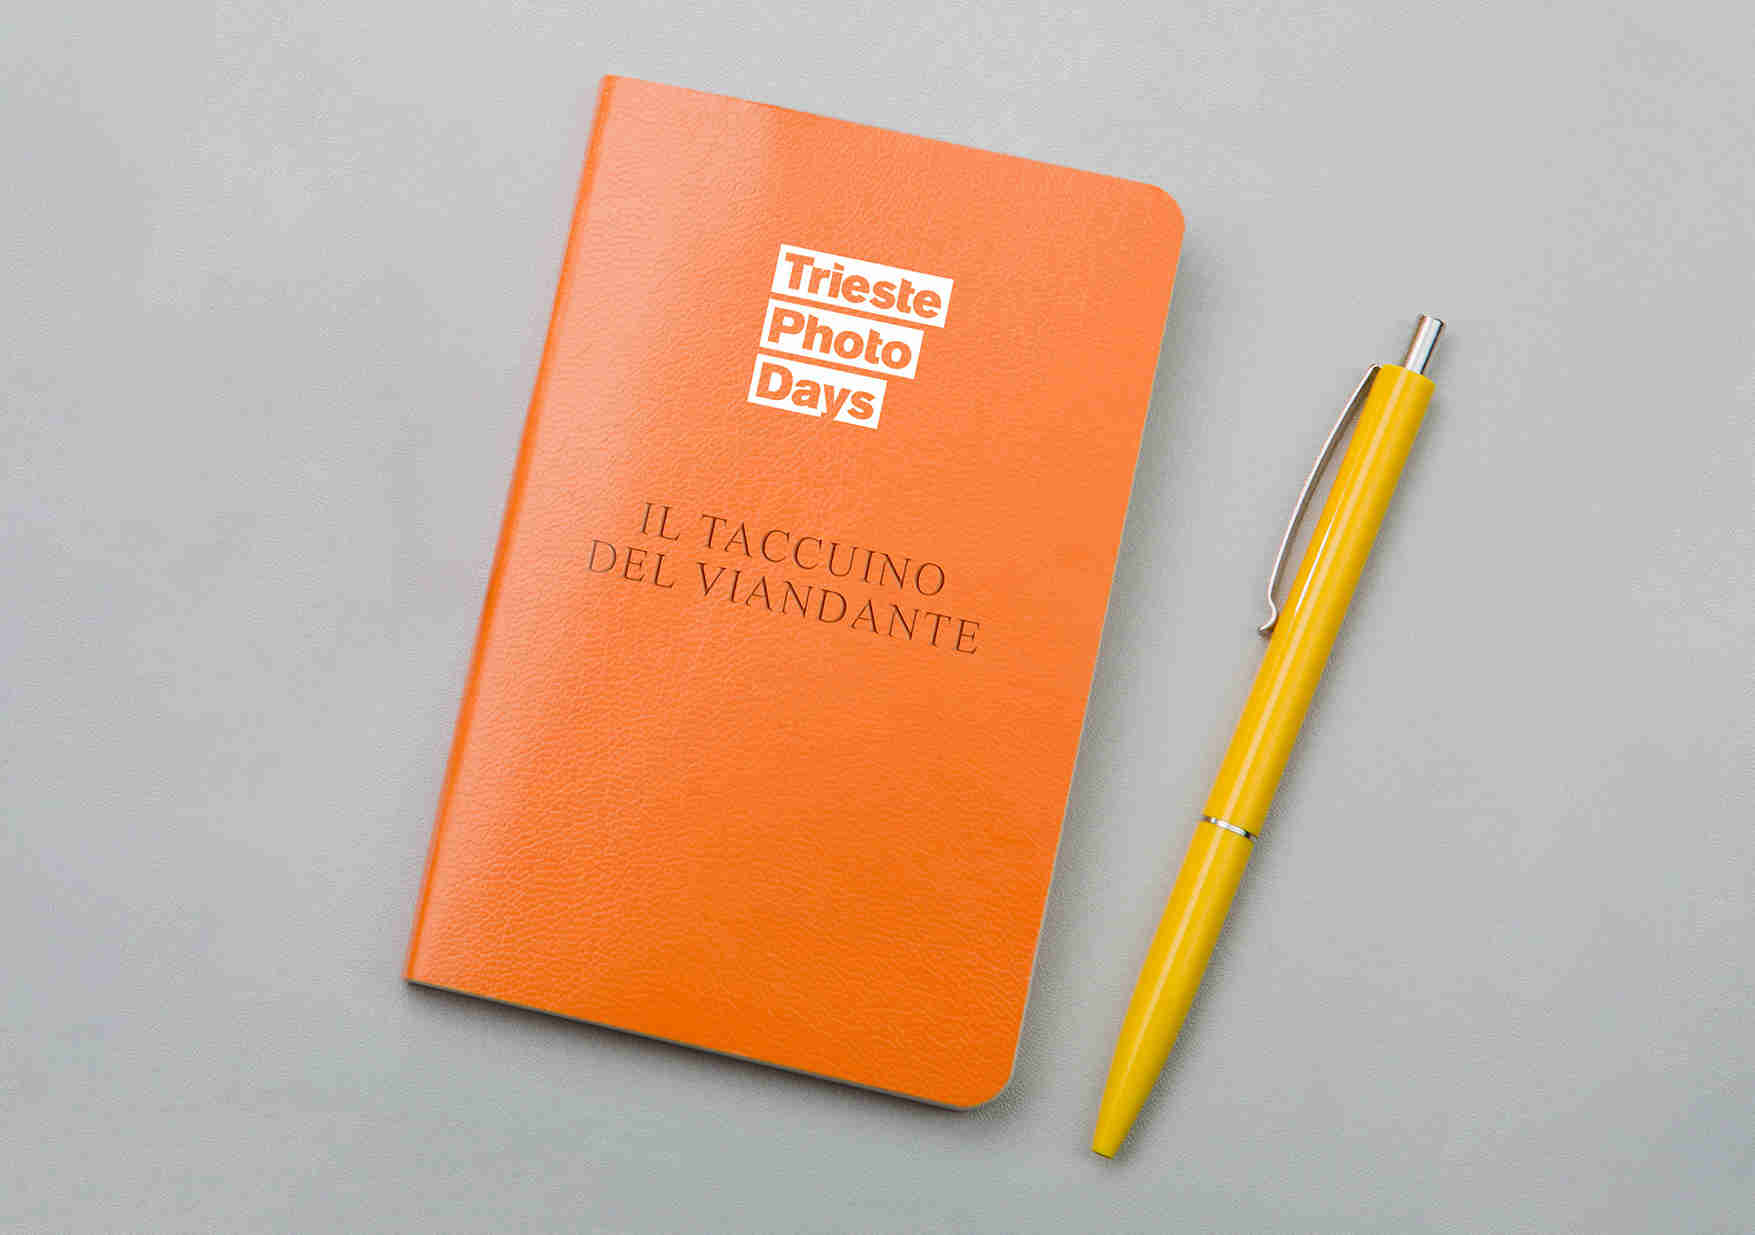 Trieste
Photo
Days
IL TACCUINO
DEL VIANDANTE